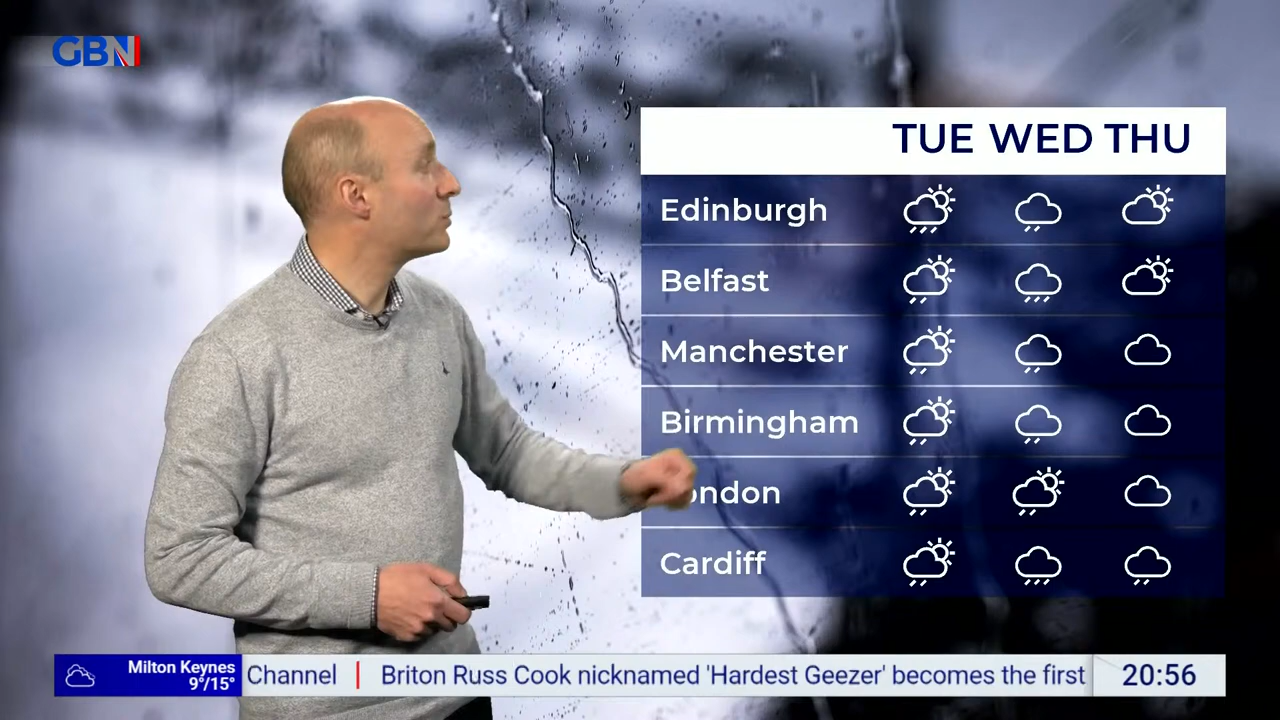 GBN
TUE WED THU
Edinburgh
Belfast
Manchester
Birmingham
ondon
Cardiff
Milton Keynes
9°/15°
Channel | Briton Russ Cook nicknamed 'Hardest Geezer' becomes the first
20:56